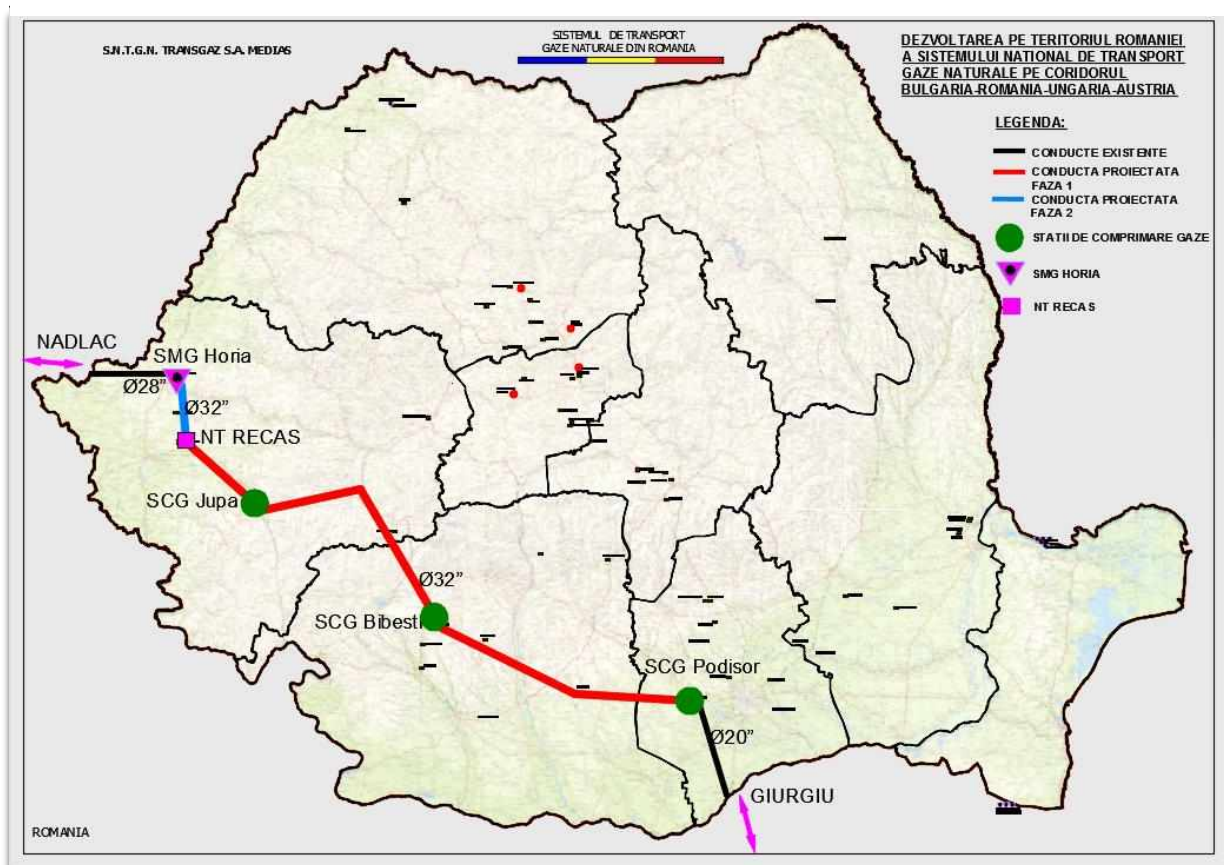 S.N.T.G.N. TRANSGAZ S.A. MEDIAS
SISTEMUL DE TRANSPORT
GAZE NATURALE DIN ROMANIA
DEZVOLTAREA PE TERITORIUL ROMANIEI
A SISTEMULUI NATIONAL DE TRANSPORT
GAZE NATURALE PE CORIDORUL
BULGARIA-ROMANIA-UNGARIA-AUSTRIA
LEGENDA:
CONDUCTE EXISTENTE
CONDUCTA PROIECTATA
FAZA 1
CONDUCTA PROIECTATA
FAZA 2
STATII DE COMPRIMARE GAZE
SMG HORIA
NT RECAS
NADLAC
SMG Horia
Ø28”
Ø32”
NT RECAS
SCG Jupa
Ø32”
SCG Bibesti
SCG Podisor
Ø20”
GIURGIU
ROMANIA